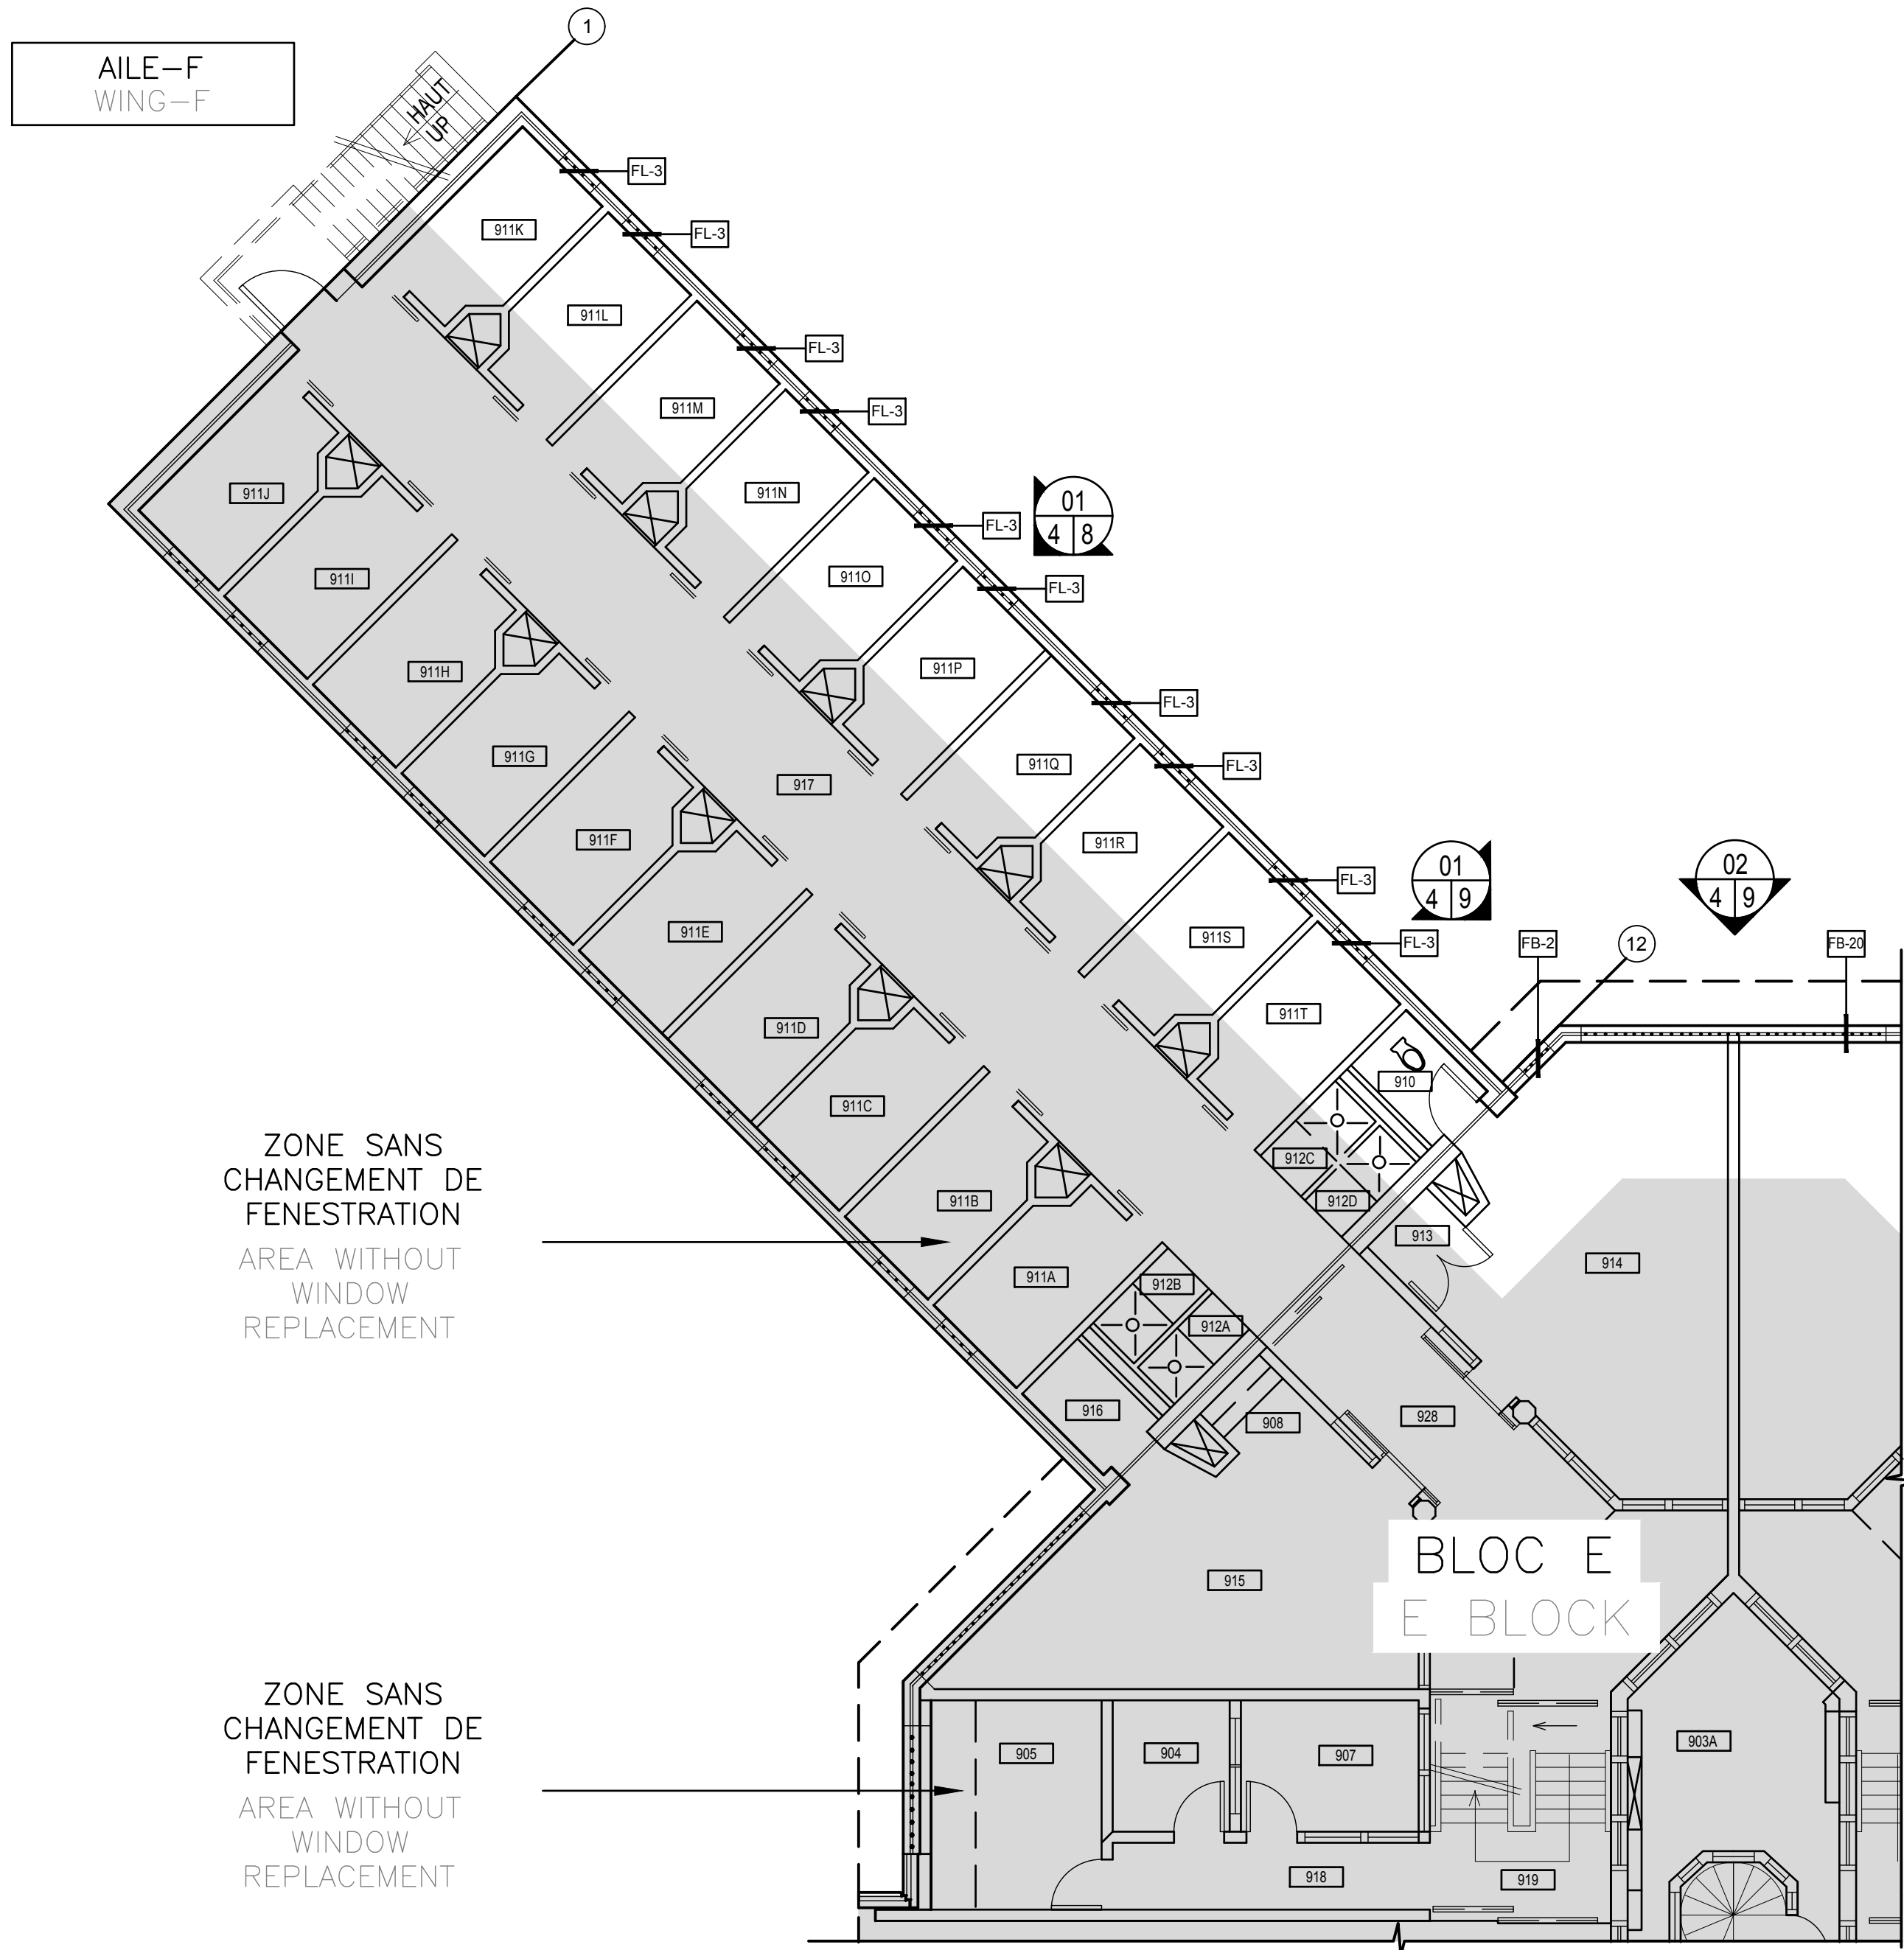 AILE-F
WING-F
1
HAUT
UP
FL-3
911K
FL-3
911L
FL-3
911M
FL-3
911J
911N
FL-3
01
4 8
911I
911O
FL-3
911H
911P
FL-3
911G
917
911Q
FL-3
911F
911R
01
4 9
02
4 9
FL-3
911E
911S
FL-3
FB-2
12
FB-20
911D
911T
911C
910
ZONE SANS
CHANGEMENT DE
FENESTRATION
AREA WITHOUT
WINDOW
REPLACEMENT
912C
911B
912D
913
914
911A
912B
912A
916
908
928
BLOC E
E BLOCK
915
ZONE SANS
CHANGEMENT DE
FENESTRATION
AREA WITHOUT
WINDOW
REPLACEMENT
905
904
907
903A
918
919